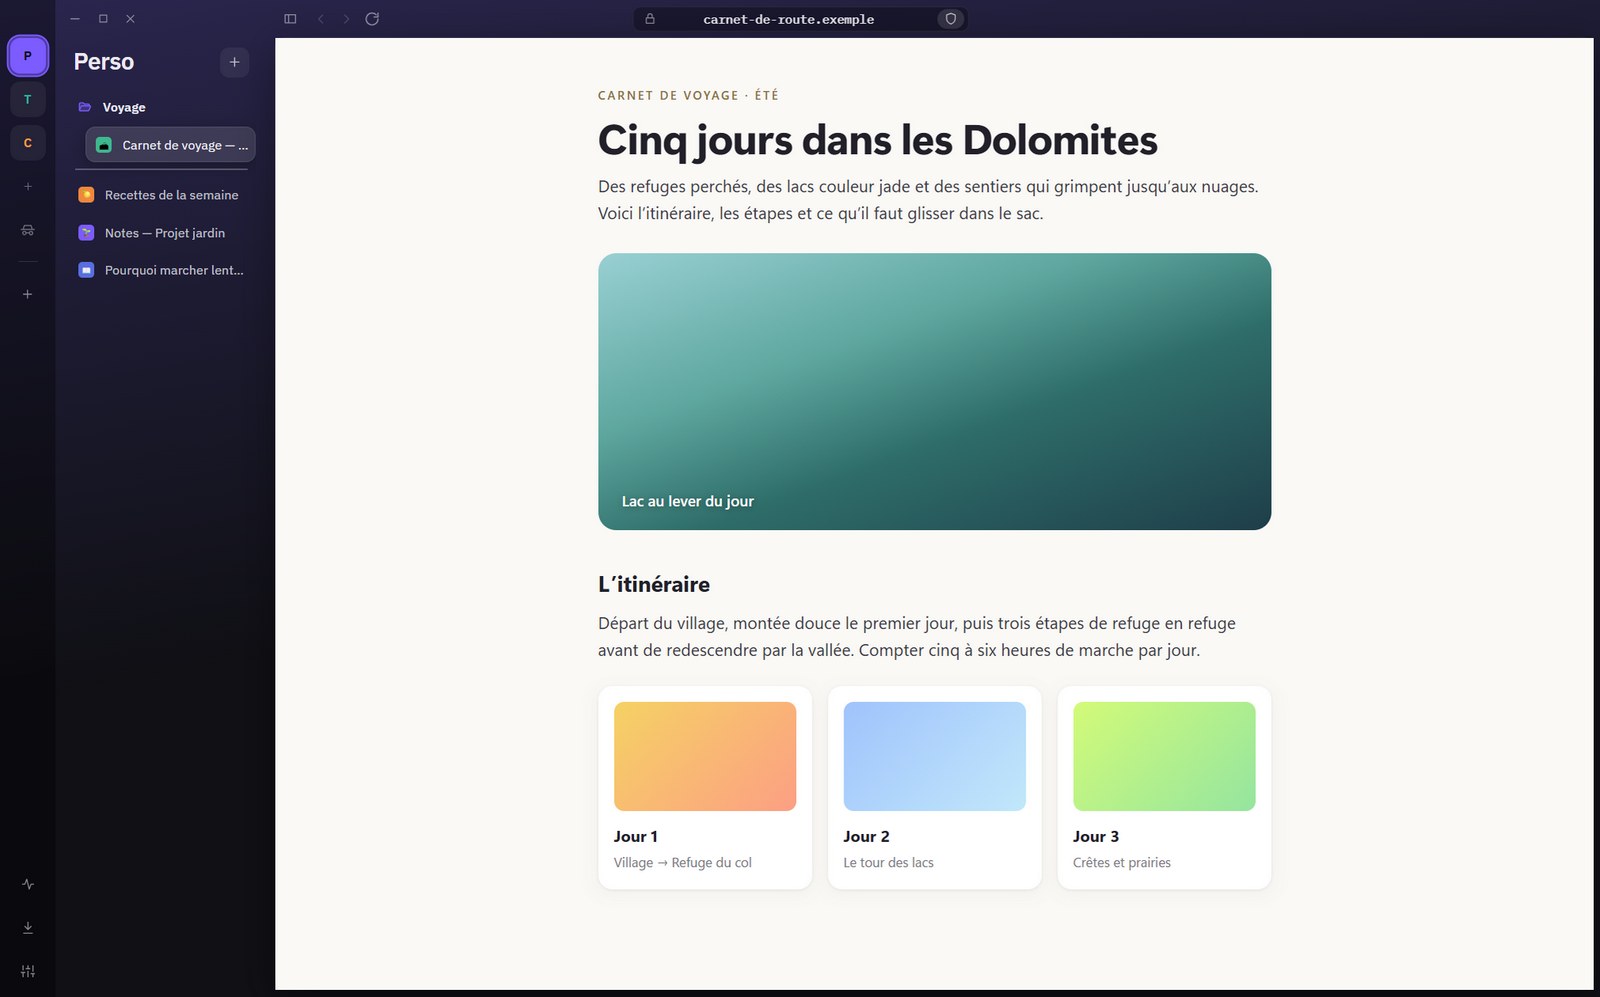 carnet-de-route.exemple
P
T
C
Perso
Voyage
Carnet de voyage — ...
Recettes de la semaine
Notes — Projet jardin
Pourquoi marcher lent...
CARNET DE VOYAGE · ÉTÉ
Cinq jours dans les Dolomites
Des refuges perchés, des lacs couleur jade et des sentiers qui grimpent jusqu’aux nuages.
Voici l’itinéraire, les étapes et ce qu’il faut glisser dans le sac.
Lac au lever du jour
L’itinéraire
Départ du village, montée douce le premier jour, puis trois étapes de refuge en refuge
avant de redescendre par la vallée. Compter cinq à six heures de marche par jour.
Jour 1
Village → Refuge du col
Jour 2
Le tour des lacs
Jour 3
Crêtes et prairies